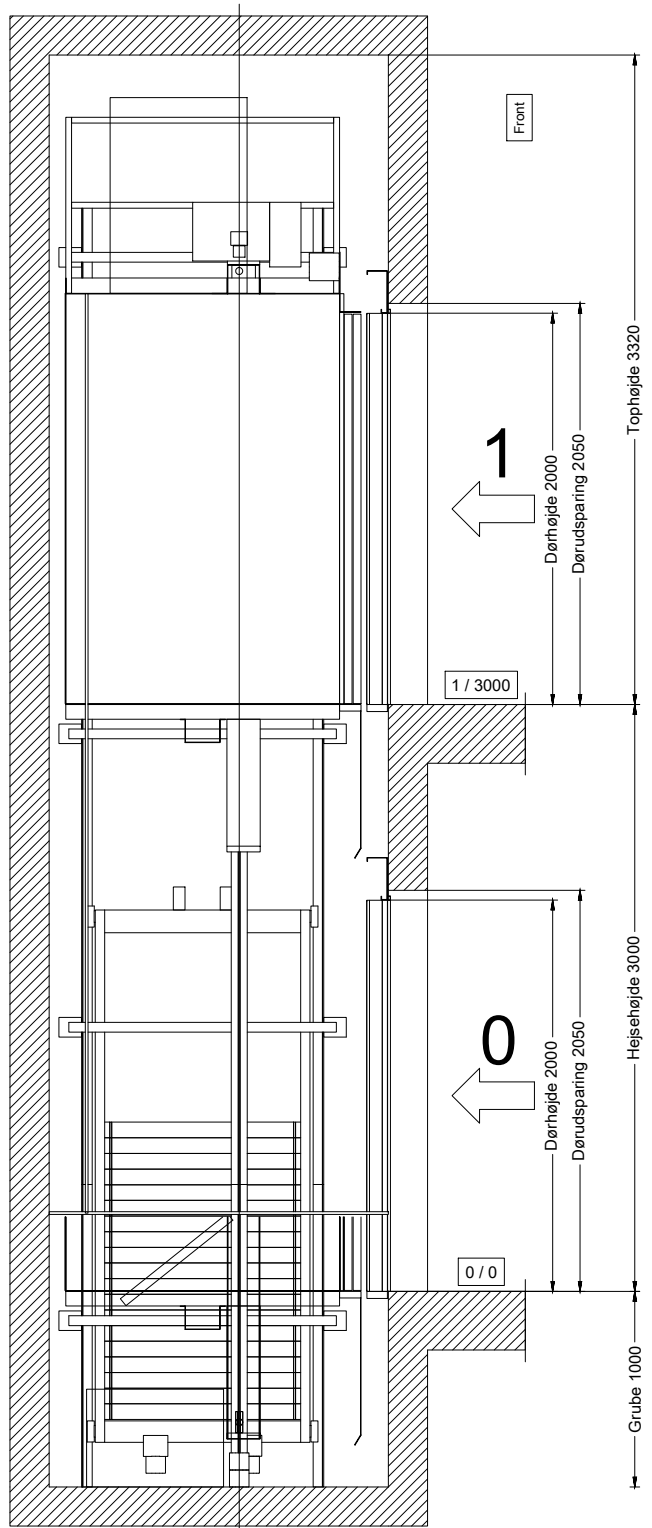 Front
Tophøjde 3320
1
Dørhøjde 2000
Dørudsparing 2050
1 / 3000
Hejsehøjde 3000
0
Dørhøjde 2000
Dørudsparing 2050
0 / 0
Grube 1000